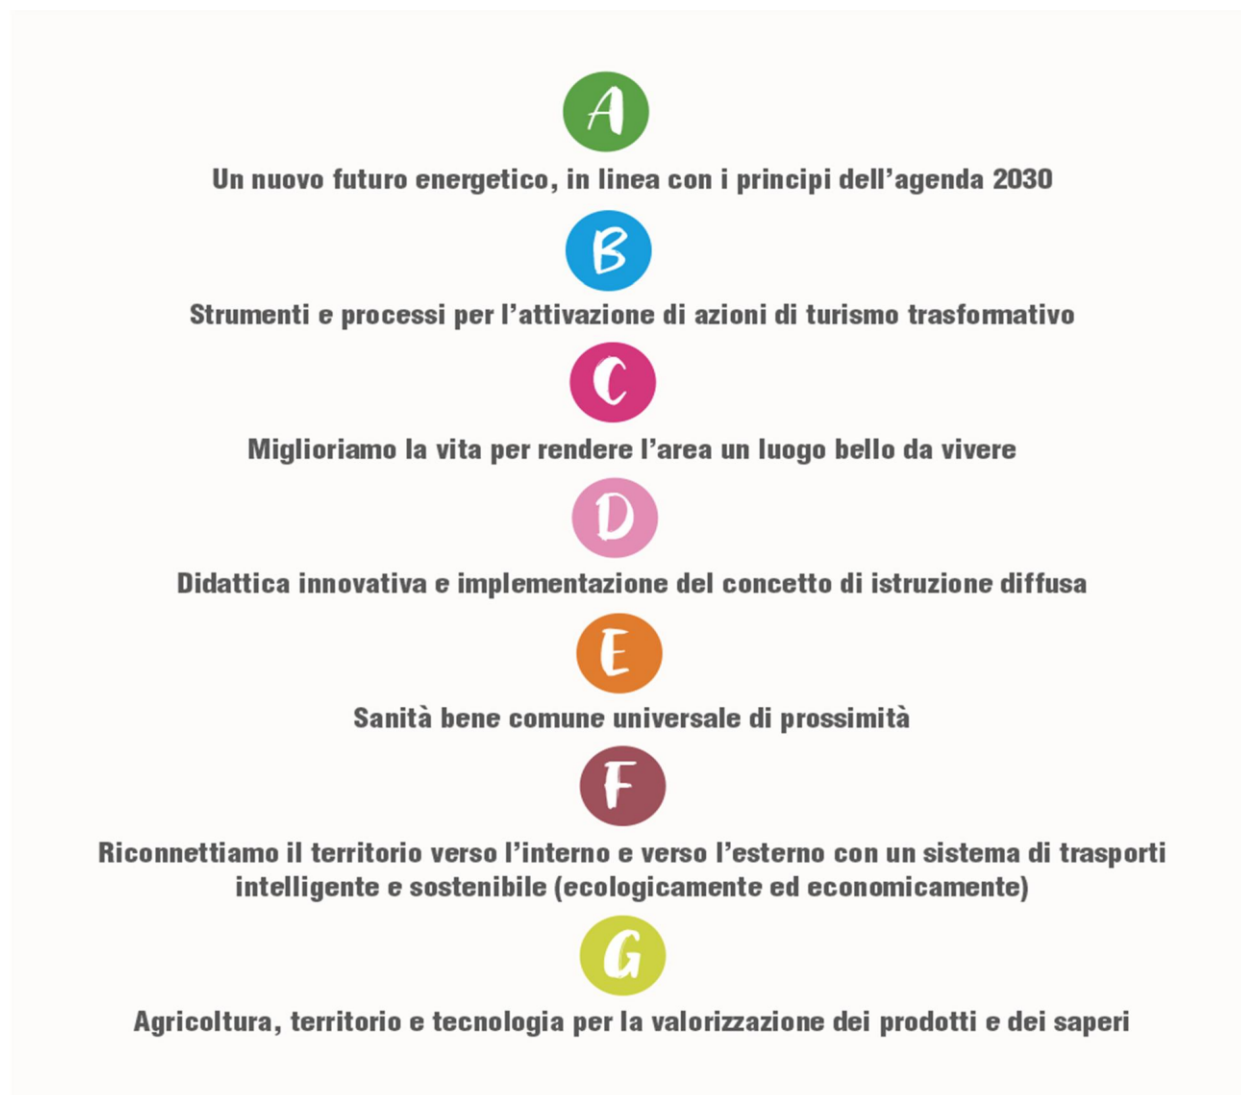 A
Un nuovo futuro energetico, in linea con i principi dell’agenda 2030
B
Strumenti e processi per l’attivazione di azioni di turismo trasformativo
C
Miglioriamo la vita per rendere l’area un luogo bello da vivere
D
Didattica innovativa e implementazione del concetto di istruzione diffusa
E
Sanità bene comune universale di prossimità
F
Riconnettiamo il territorio verso l’interno e verso l’esterno con un sistema di trasporti
intelligente e sostenibile (ecologicamente ed economicamente)
G
Agricoltura, territorio e tecnologia per la valorizzazione dei prodotti e dei saperi